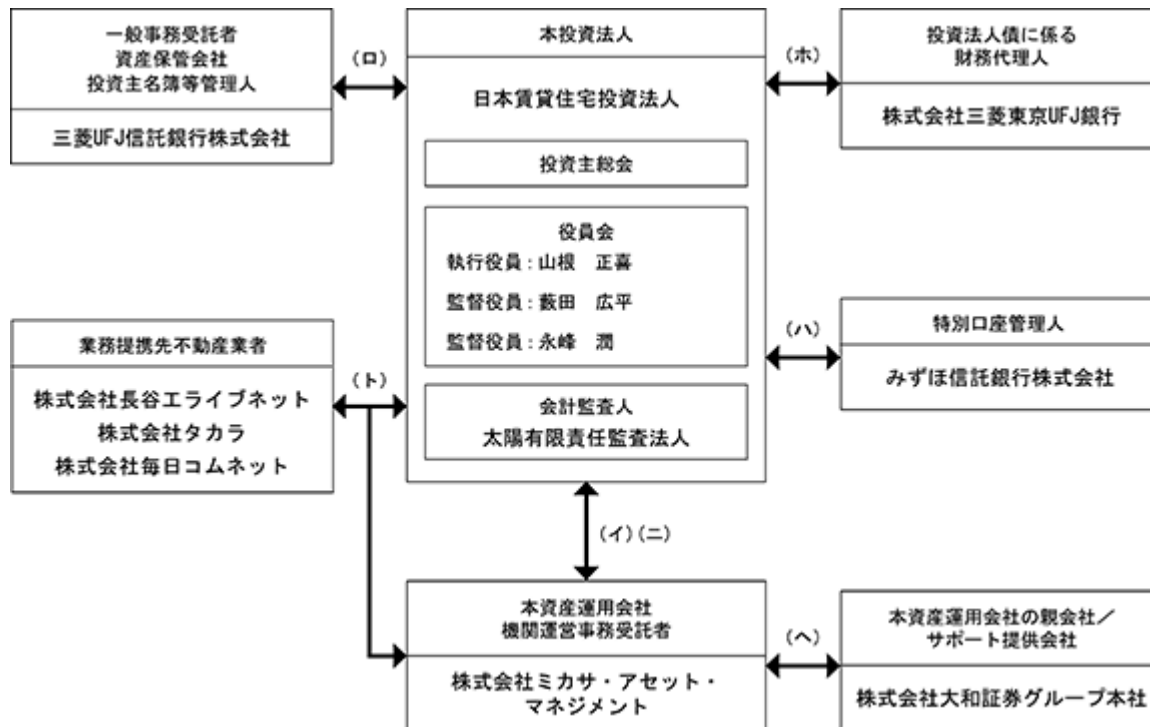 一般事務受託者
資産保管会社
投資主名簿等管理人
三菱UFJ信託銀行株式会社
(ロ)
本投資法人
日本賃貸住宅投資法人
投資主総会
役員会
執行役員:山根 正喜
監督役員:藪田 広平
監督役員:永峰 潤
会計監査人
太陽有限責任監査法人
(ホ)
投資法人債に係る
財務代理人
株式会社三菱東京UFJ銀行
(ハ)
特別口座管理人
みずほ信託銀行株式会社
業務提携先不動産業者
株式会社長谷エライブネット
株式会社タカラ
株式会社毎日コムネット
(ト)
(イ)(ニ)
本資産運用会社
機関運営事務受託者
株式会社ミカサ・アセット・
マネジメント
(ヘ)
本資産運用会社の親会社/
サポート提供会社
株式会社大和証券グループ本社